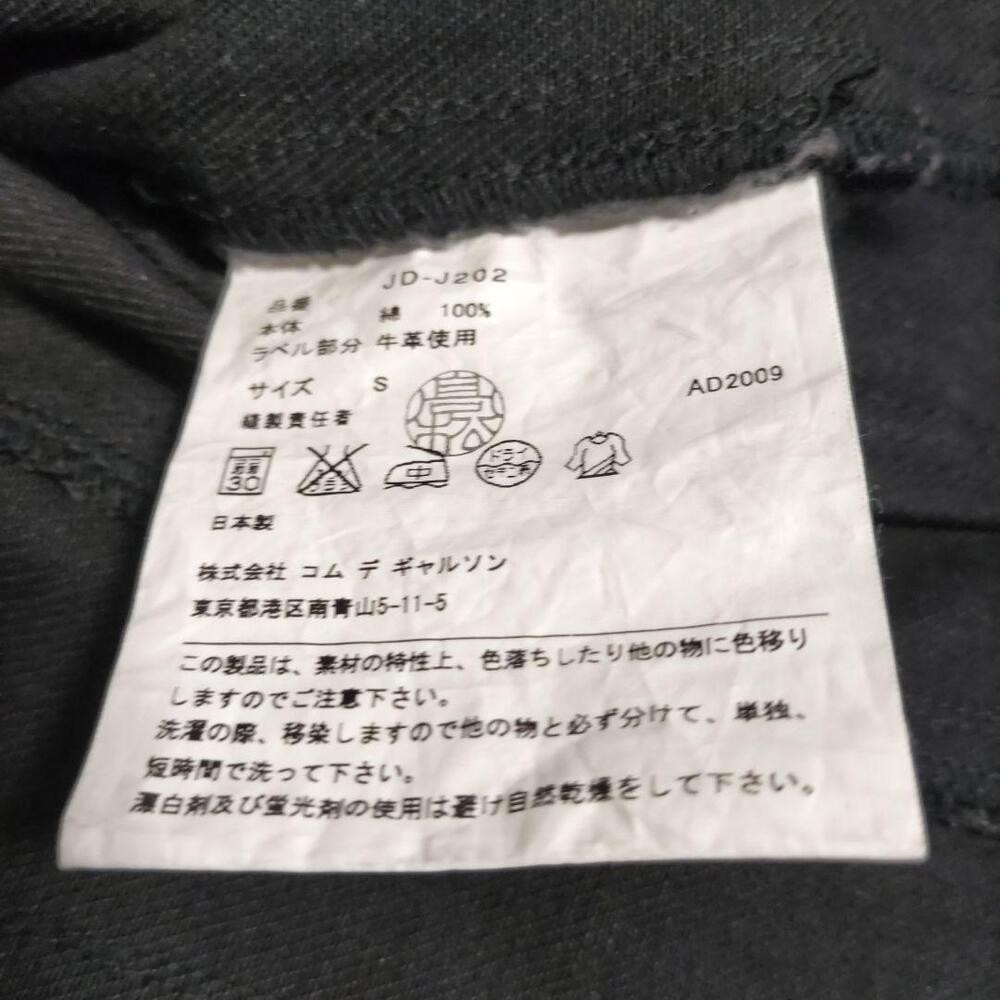 品番 JD-J202
本体 綿 100%
ラベル部分 牛革使用
サイズ S AD2009
縫製責任者
30 中 ドライ
日本製
株式会社 コム デ ギャルソン
東京都港区南青山5-11-5
この製品は、素材の特性上、色落ちしたり他の物に色移り
しますのでご注意下さい。
洗濯の際、移染しますので他の物と必ず分けて、単独、
短時間で洗って下さい。
漂白剤及び蛍光剤の使用は避け自然乾燥をして下さい。